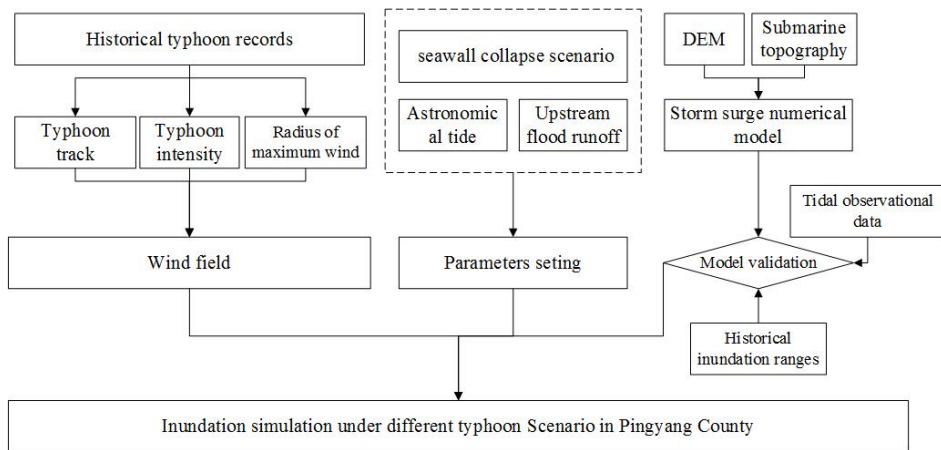 Historical typhoon records
seawall collapse scenario
DEM
Submarine
topography
Typhoon
track
Typhoon
intensity
Radius of
maximum wind
Astronomic
al tide
Upstream
flood runoff
Storm surge numerical
model
Tidal observational
data
Wind field
Parameters seting
Model validation
Historical
inundation ranges
Inundation simulation under different typhoon Scenario in Pingyang County